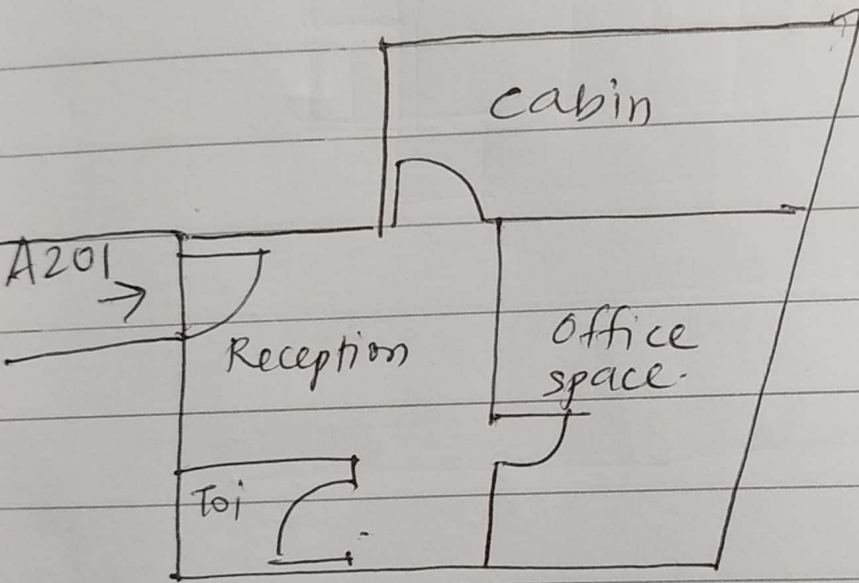 Cabin
A201
Reception
Office
space.
Toi